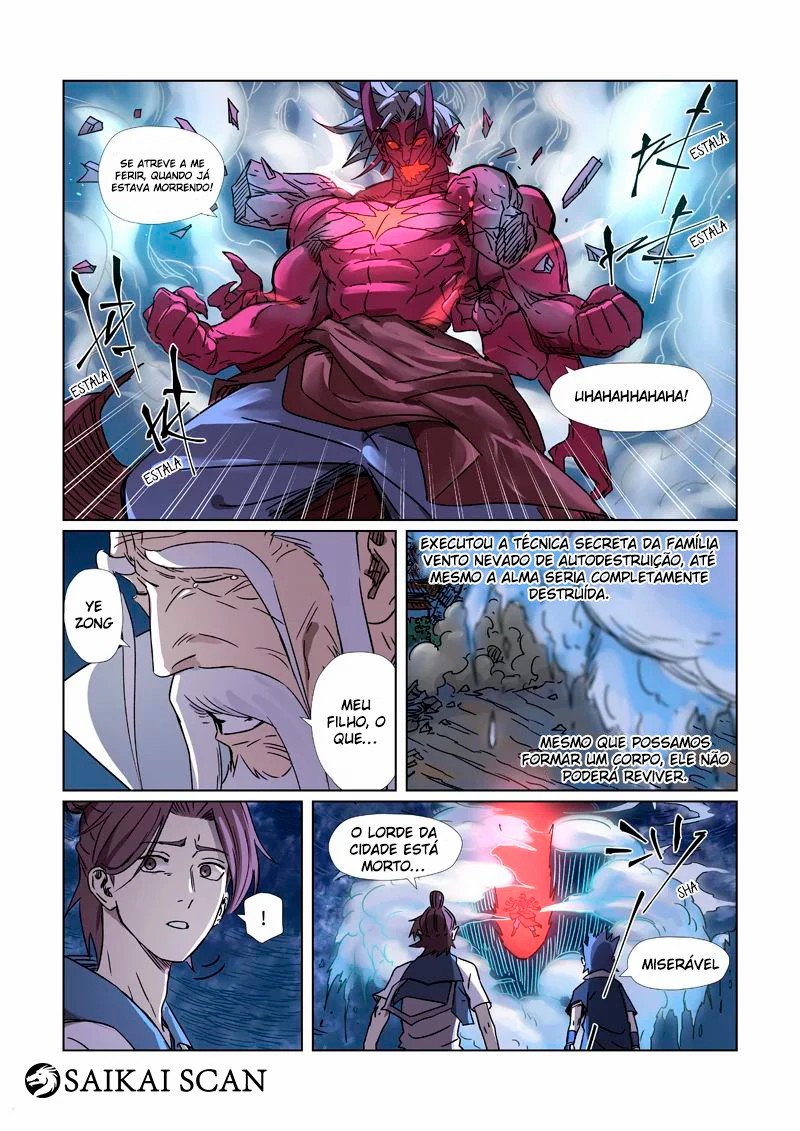 SE ATREVE A ME
FERIR, QUANDO JÁ
ESTAVA MORRENDO!
ESTALA
ESTALA
ESTALA
ESTALA
UHAHAHHAHAHA!
YE
ZONG
MEU
FILHO, O
QUE...
EXECUTOU A TÉCNICA SECRETA DA FAMÍLIA
VENTO NEVADO DE AUTODESTRUIÇÃO, ATÉ
MESMO A ALMA SERIA COMPLETAMENTE
DESTRUÍDA.
MESMO QUE POSSAMOS
FORMAR UM CORPO, ELE NÃO
PODERÁ REVIVER.
!
O LORDE DA
CIDADE ESTÁ
MORTO...
SHA
MISERÁVEL
SAIKAI SCAN